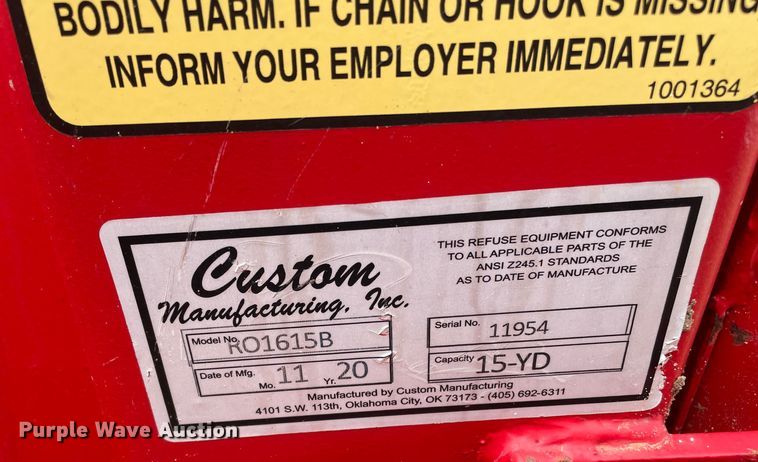 BODILY HARM. IF CHAIN OR HOOK IS MISSING
INFORM YOUR EMPLOYER IMMEDIATELY.
1001364
Custom
Manufacturing, Inc.
THIS REFUSE EQUIPMENT CONFORMS
TO ALL APPLICABLE PARTS OF THE
ANSI Z245.1 STANDARDS
AS TO DATE OF MANUFACTURE
Model No. RO1615B
Serial No. 11954
Date of Mfg. Mo. 11 Yr. 20
Capacity 15-YD
Manufactured by Custom Manufacturing
4101 S.W. 113th, Oklahoma City, OK 73173 - (405) 692-6311
Purple Wave Auction